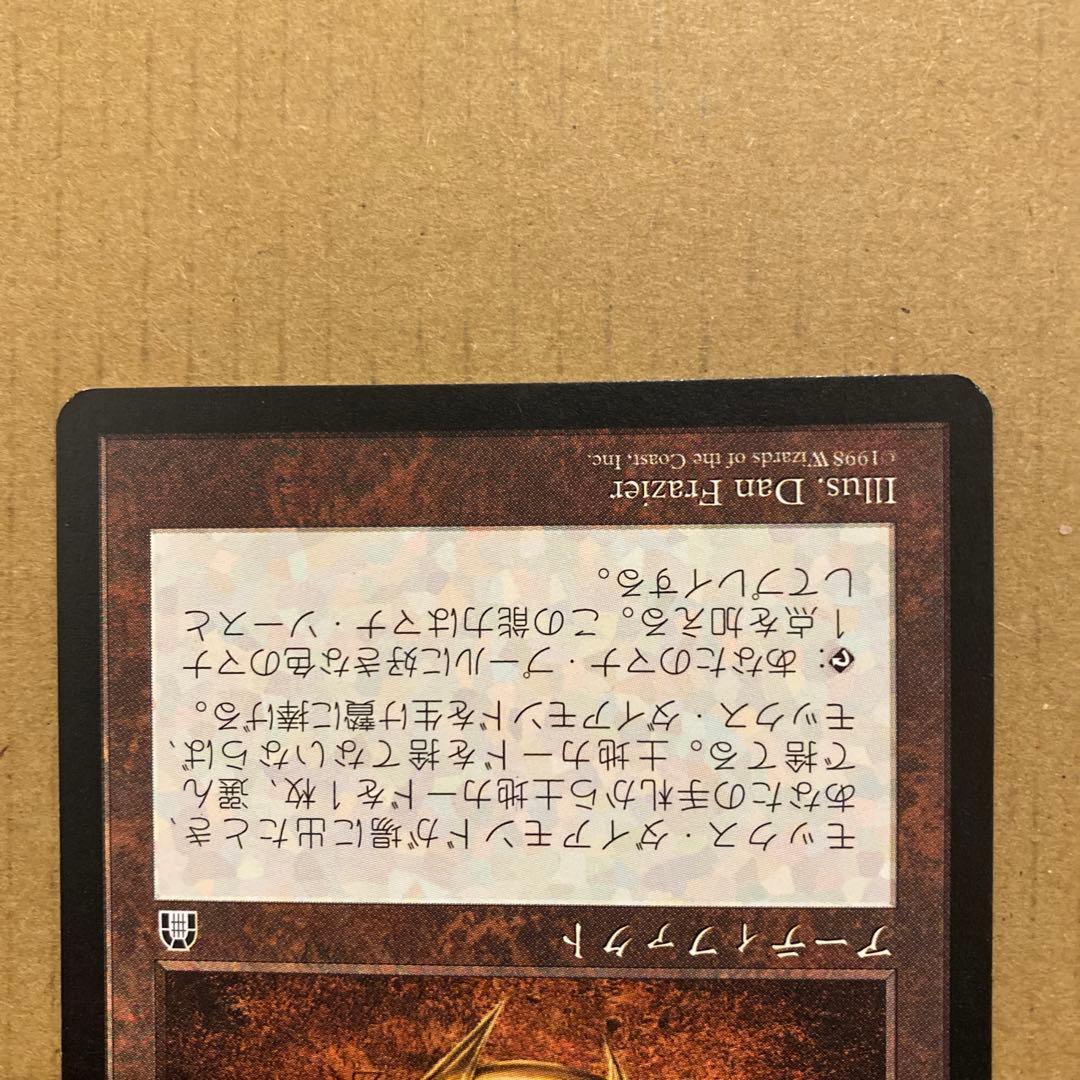 アーティファクト
モックス・ダイアモンドが場に出たとき、
あなたの手札から土地カードを1枚、選ん
で捨てる。土地カードを捨てないならば、
モックス・ダイアモンドを生け贄に捧げる。
：あなたのマナ・プールに好きな色のマナ
1点を加える。この能力はマナ・ソースと
してプレイする。
Illus. Dan Frazier
©1998 Wizards of the Coast, Inc.